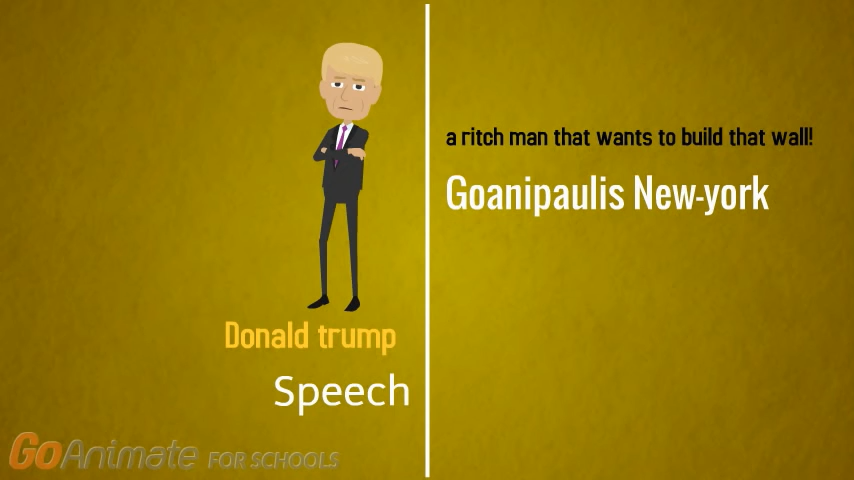 a ritch man that wants to build that wall!
Goanipaulis New-york
Donald trump
Speech
GoAnimate FOR SCHOOLS